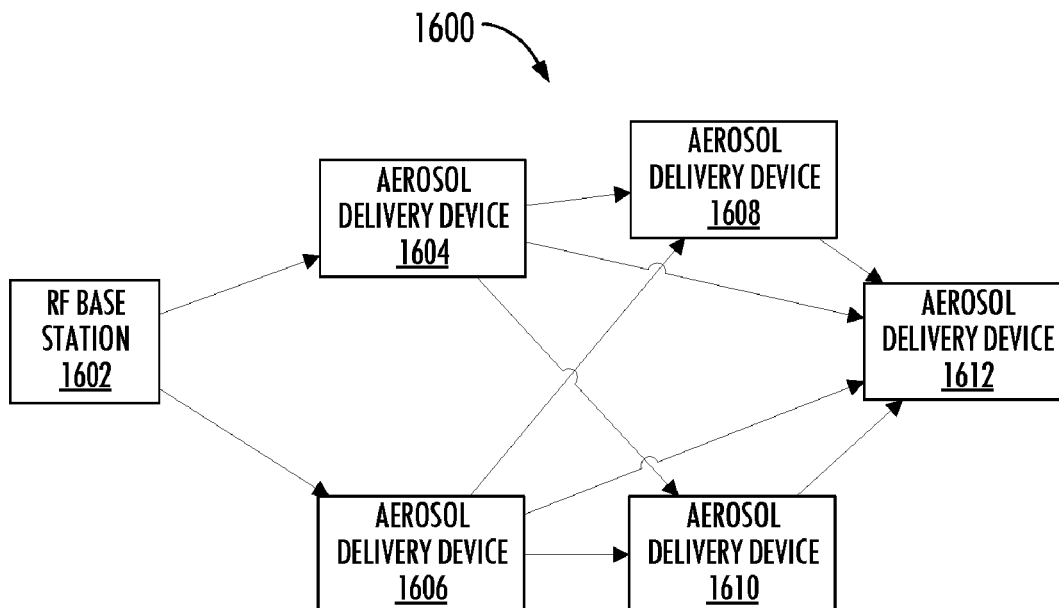 1600
AEROSOL
DELIVERY DEVICE
1608
AEROSOL
DELIVERY DEVICE
1604
RF BASE
STATION
1602
AEROSOL
DELIVERY DEVICE
1612
AEROSOL
DELIVERY DEVICE
1606
AEROSOL
DELIVERY DEVICE
1610